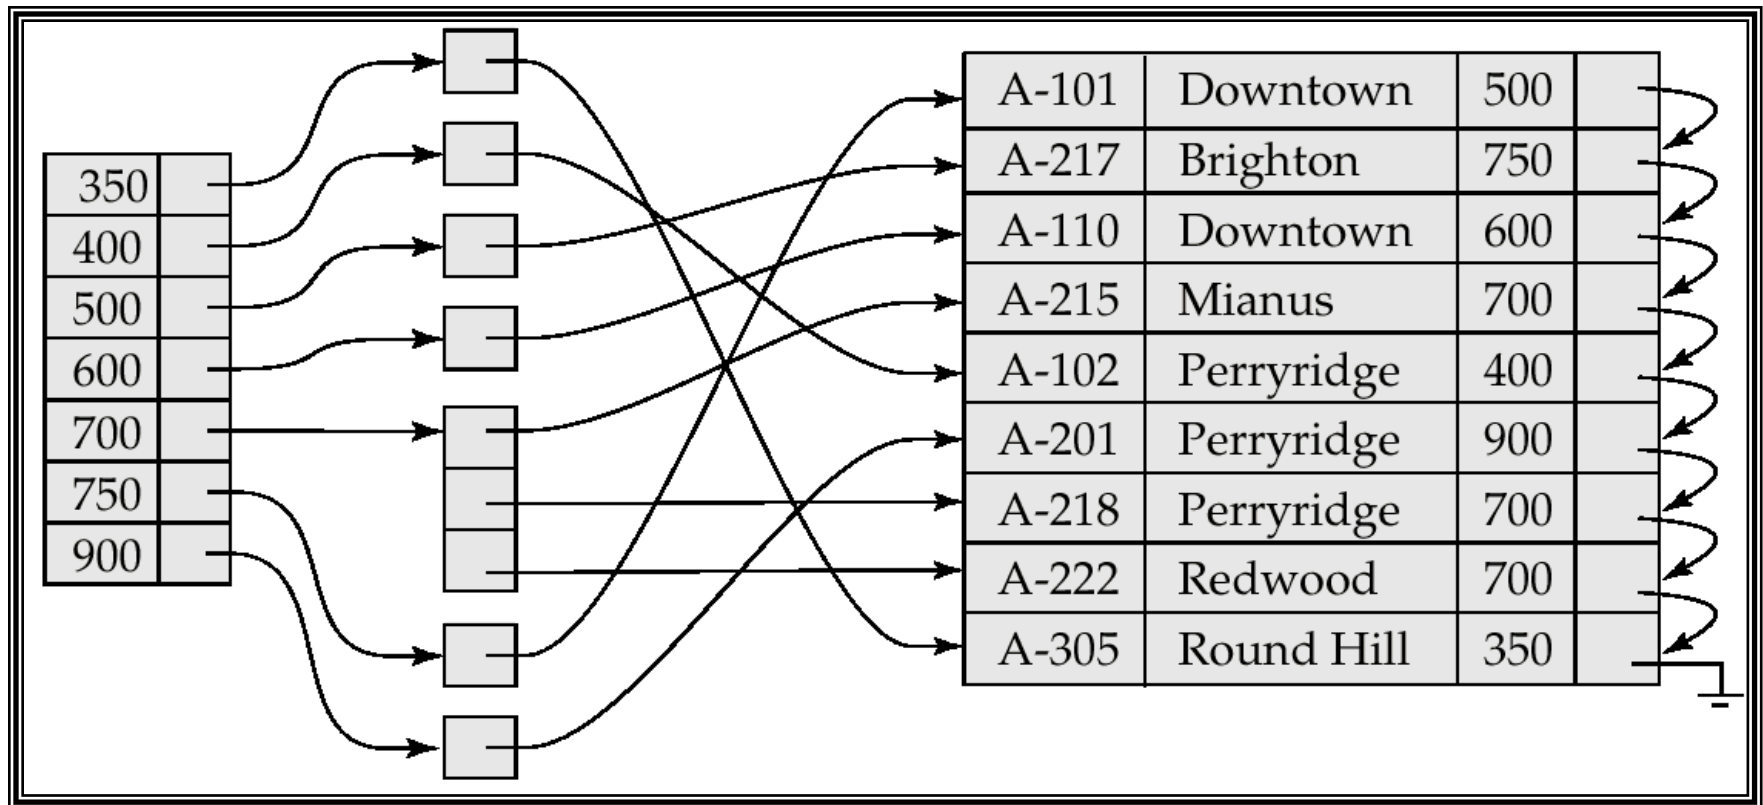 350
400
500
600
700
750
900
A-101 Downtown 500
A-217 Brighton 750
A-110 Downtown 600
A-215 Mianus 700
A-102 Perryridge 400
A-201 Perryridge 900
A-218 Perryridge 700
A-222 Redwood 700
A-305 Round Hill 350